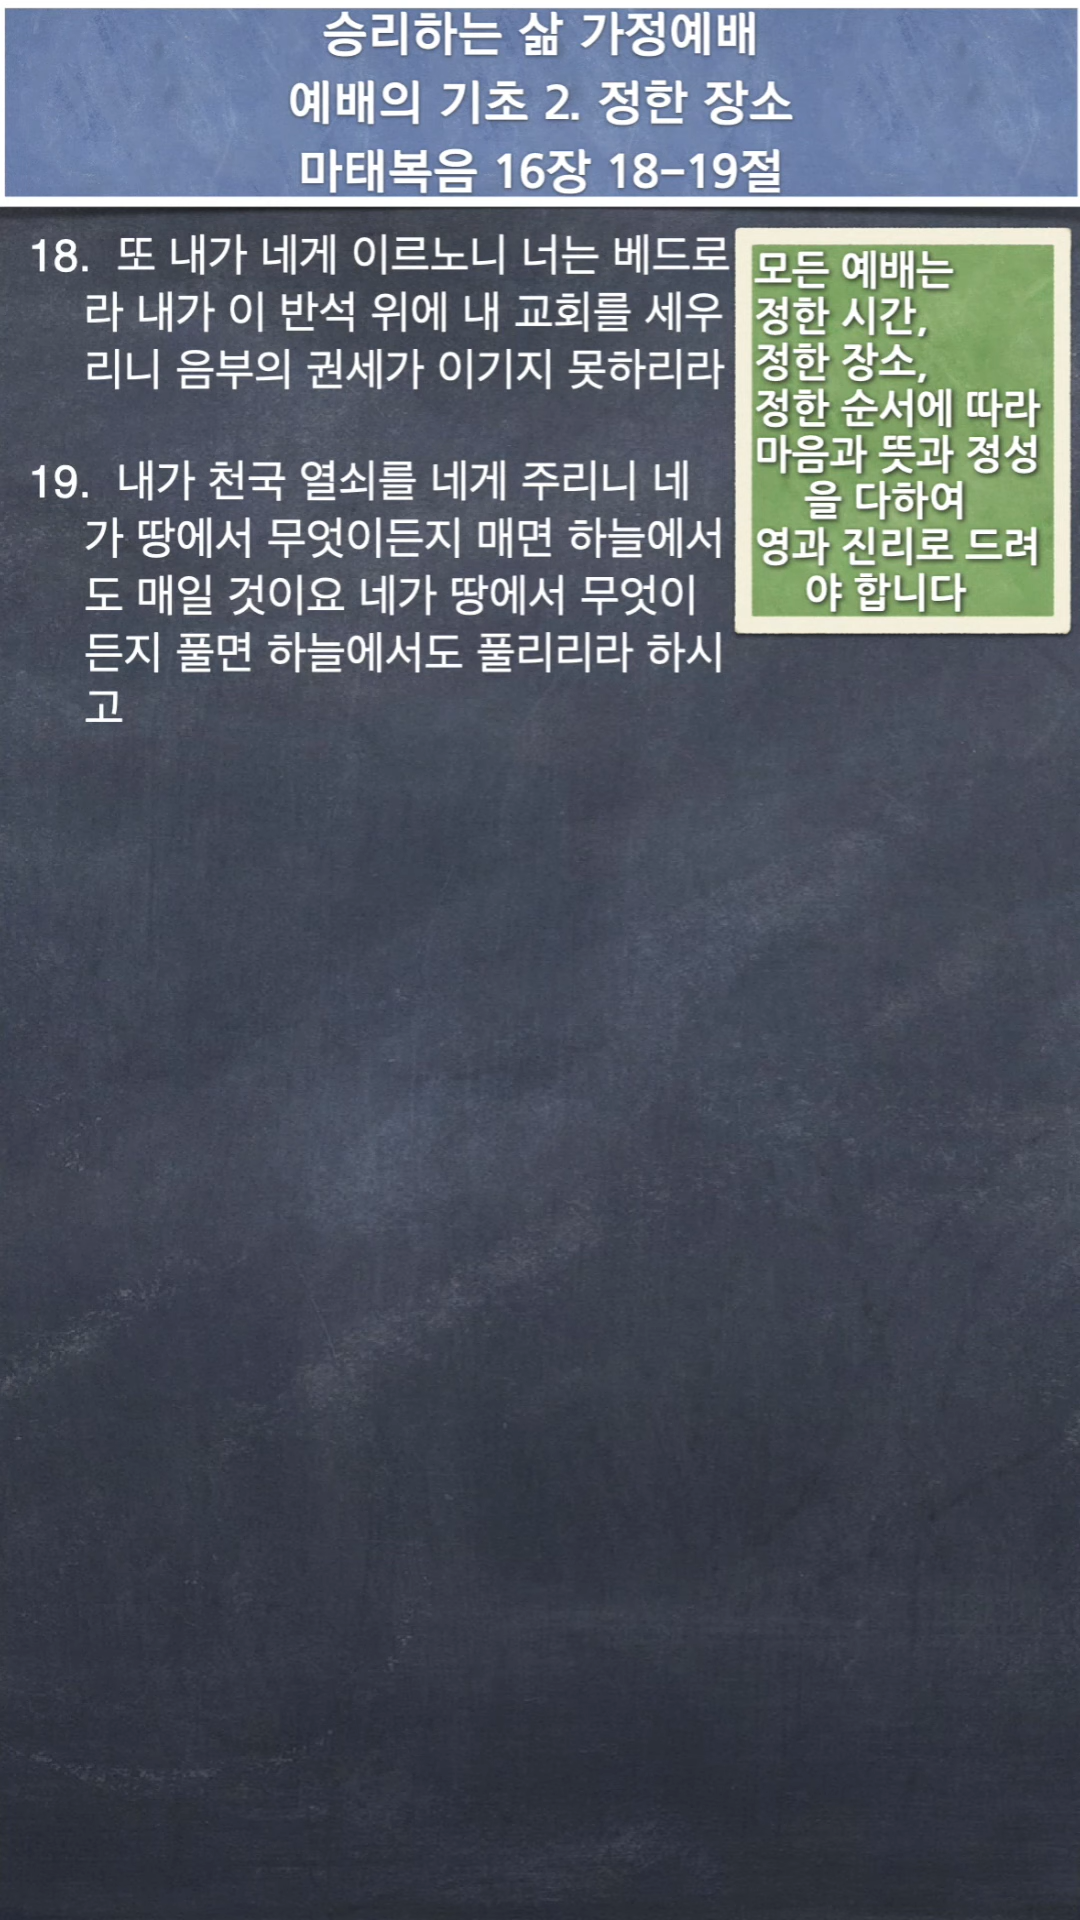 승리하는 삶 가정예배
예배의 기초 2. 정한 장소
마태복음 16장 18-19절
18. 또 내가 네게 이르노니 너는 베드로
라 내가 이 반석 위에 내 교회를 세우
리니 음부의 권세가 이기지 못하리라
19. 내가 천국 열쇠를 네게 주리니 네
가 땅에서 무엇이든지 매면 하늘에서
도 매일 것이요 네가 땅에서 무엇이
든지 풀면 하늘에서도 풀리리라 하시
고
모든 예배는
정한 시간,
정한 장소,
정한 순서에 따라
마음과 뜻과 정성
을 다하여
영과 진리로 드려
야 합니다